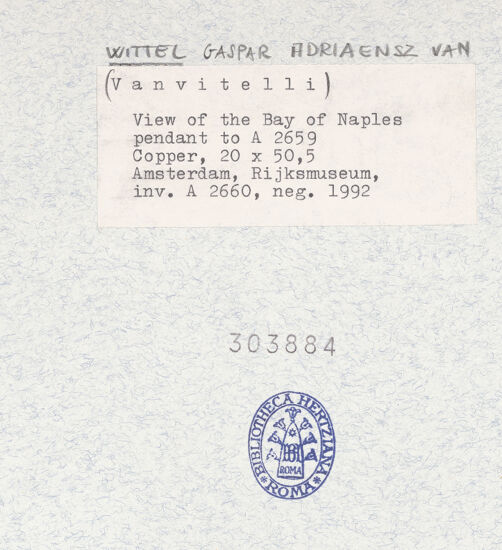 WITTEL GASPAR ADRIAENSZ VAN
(Vanvitelli)
View of the Bay of Naples
pendant to A 2659
Copper, 20 x 50,5
Amsterdam, Rijksmuseum,
inv. A 2660, neg. 1992
303884
BIBLIOTHECA HERTZIANA
BH
ROMA
* ROMA *